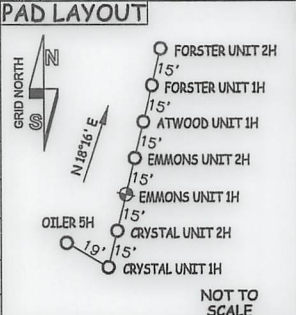 PAD LAYOUT
GRID NORTH
N
S
N 18°16' E
FORSTER UNIT 2H
15'
FORSTER UNIT 1H
15'
ATWOOD UNIT 1H
15'
EMMONS UNIT 2H
15'
EMMONS UNIT 1H
15'
OILER 5H
CRYSTAL UNIT 2H
19'
15'
CRYSTAL UNIT 1H
NOT TO
SCALE